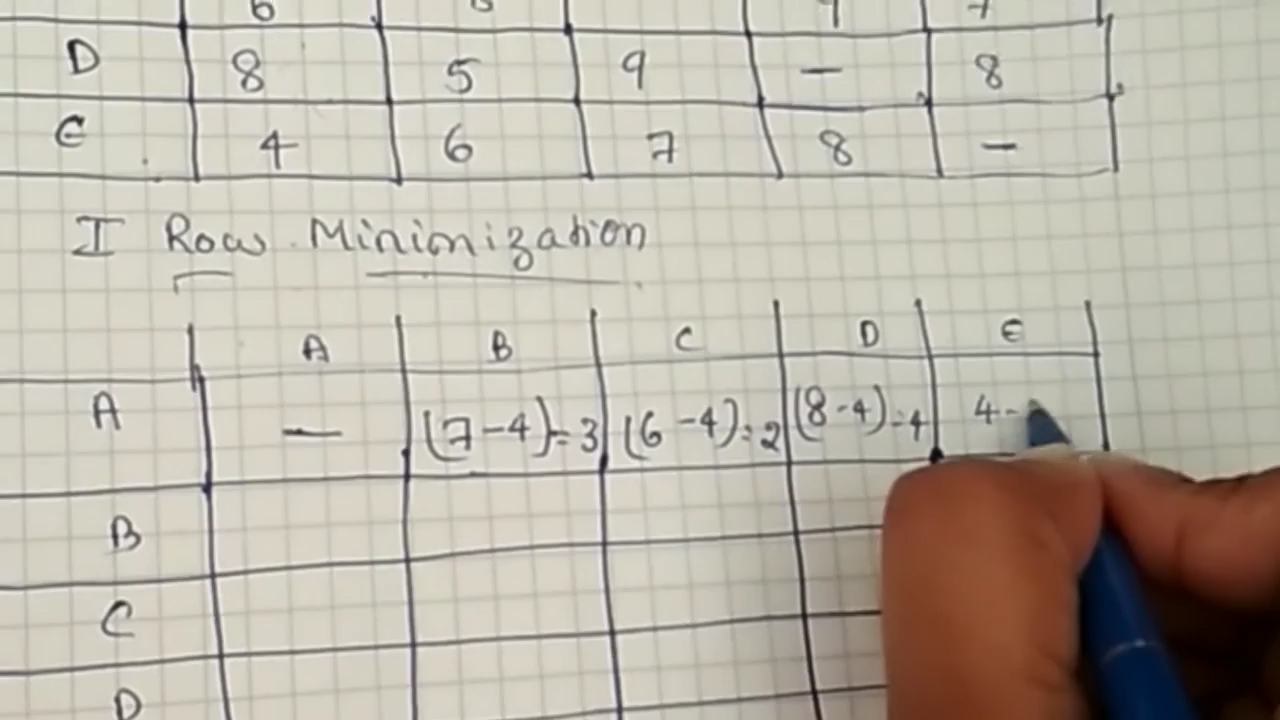 D 8 5 9 — 8
E 4 6 7 8 —
I Row Minimization
A B C D E
A — (7-4)=3 (6-4)=2 (8-4)=4 4-
B
C
D